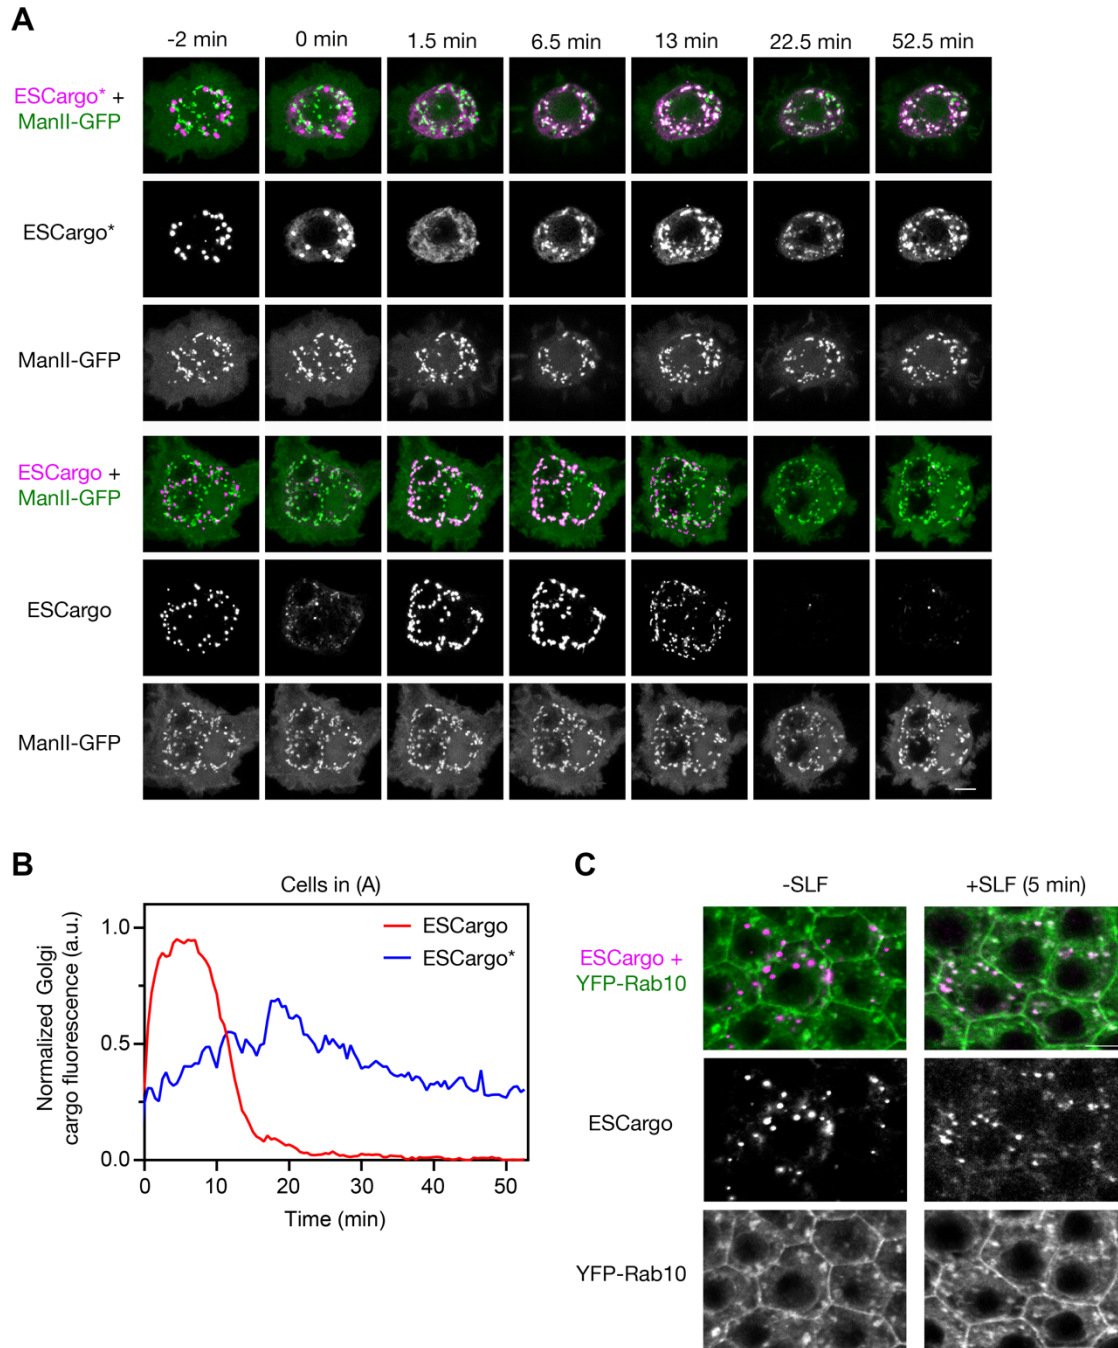 A
-2 min 0 min 1.5 min 6.5 min 13 min 22.5 min 52.5 min
ESCargo* +
ManII-GFP
ESCargo*
ManII-GFP
ESCargo +
ManII-GFP
ESCargo
ManII-GFP
B
Cells in (A)
Normalized Golgi
cargo fluorescence (a.u.)
1.0
0.5
0.0
ESCargo
ESCargo*
0 10 20 30 40 50
Time (min)
C
-SLF +SLF (5 min)
ESCargo +
YFP-Rab10
ESCargo
YFP-Rab10